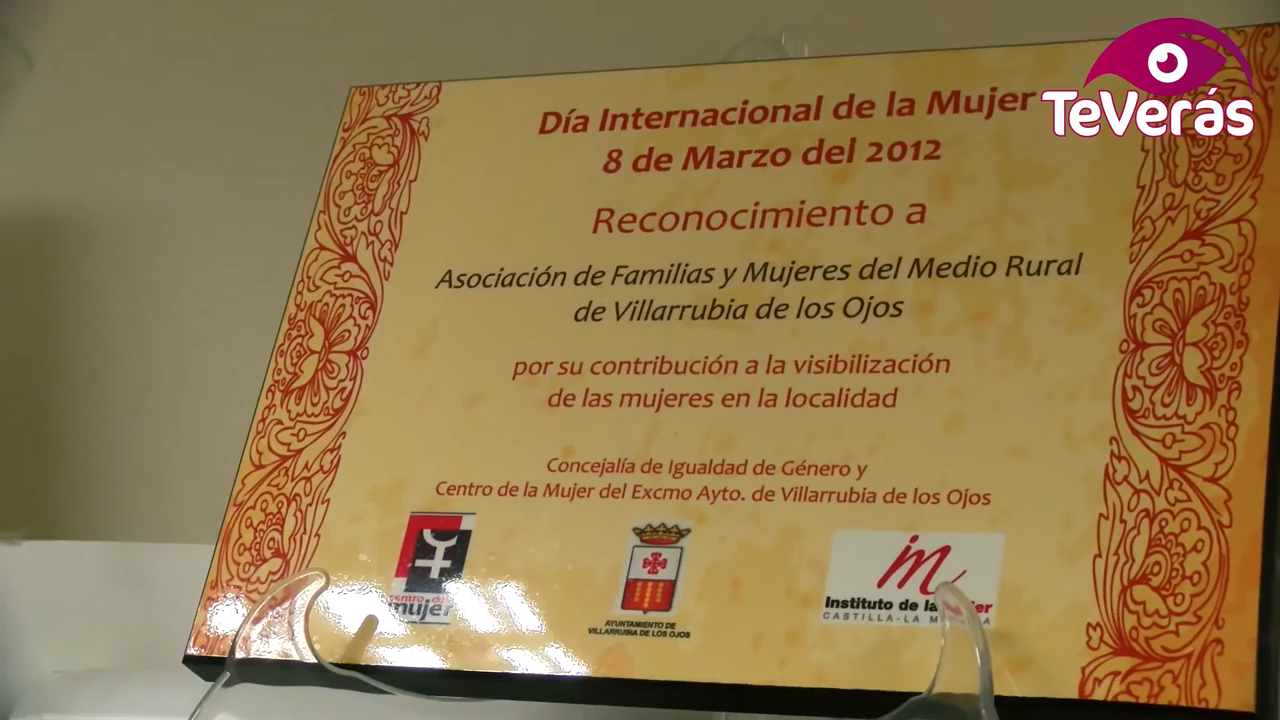 TeVerás
Día Internacional de la Mujer
8 de Marzo del 2012
Reconocimiento a
Asociación de Familias y Mujeres del Medio Rural
de Villarrubia de los Ojos
por su contribución a la visibilización
de las mujeres en la localidad
Concejalía de Igualdad de Género y
Centro de la Mujer del Excmo Ayto. de Villarrubia de los Ojos
mujer
AYUNTAMIENTO DE
VILLARRUBIA DE LOS OJOS
Instituto de la Mujer
CASTILLA-LA MANCHA